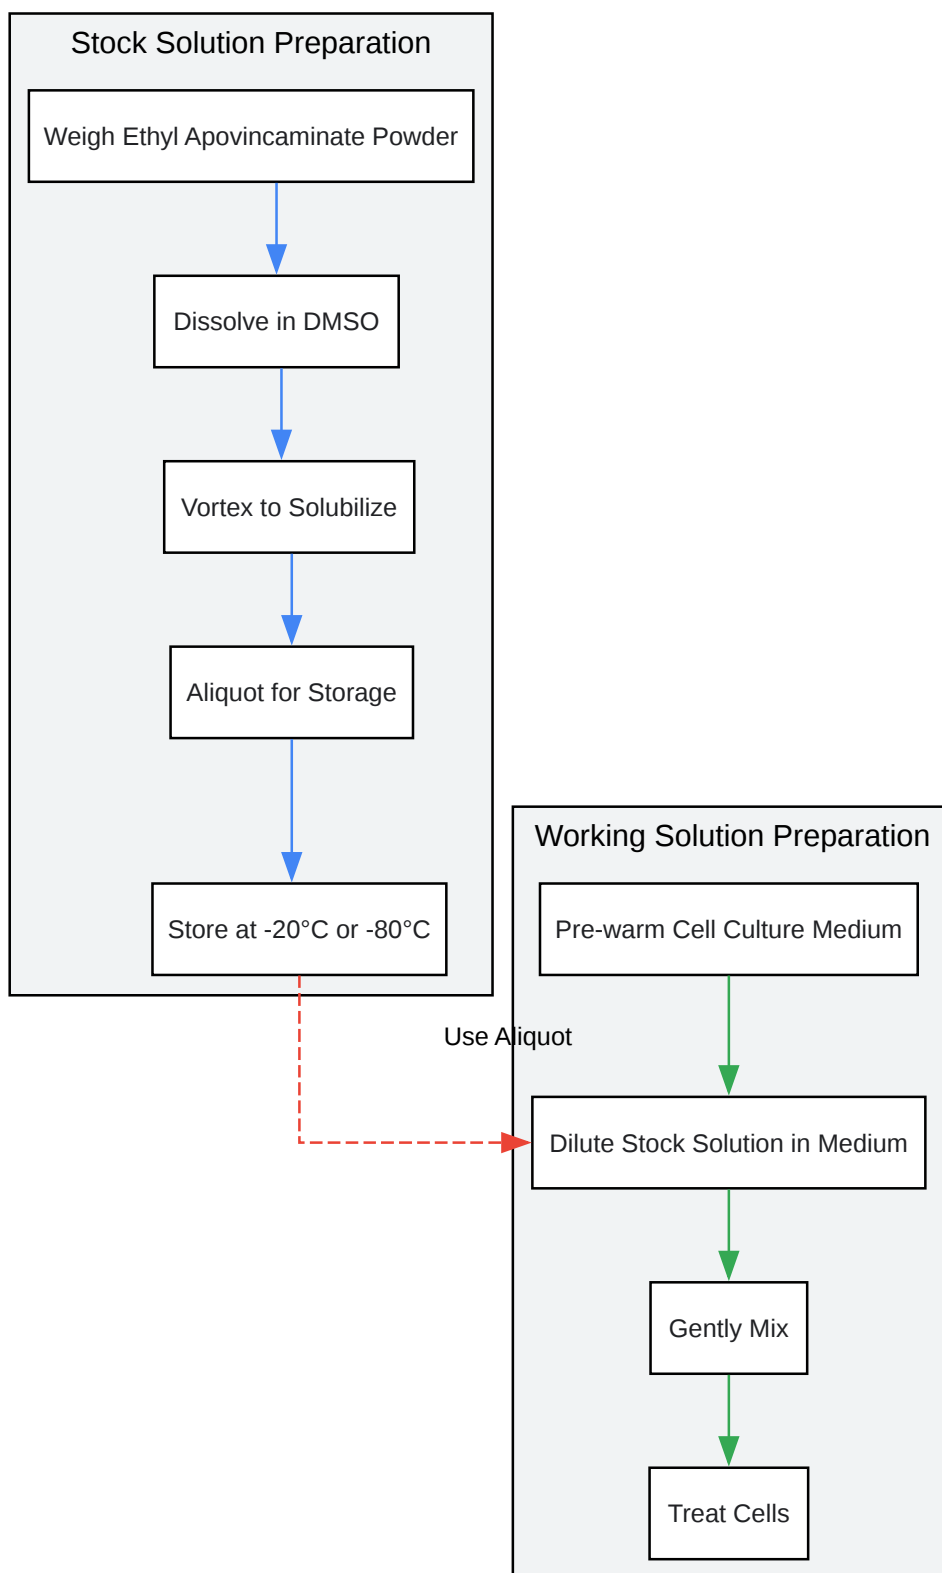 Stock Solution Preparation
Weigh Ethyl Apovincaminate Powder
Dissolve in DMSO
Vortex to Solubilize
Aliquot for Storage
Store at -20°C or -80°C
Use Aliquot
Working Solution Preparation
Pre-warm Cell Culture Medium
Dilute Stock Solution in Medium
Gently Mix
Treat Cells